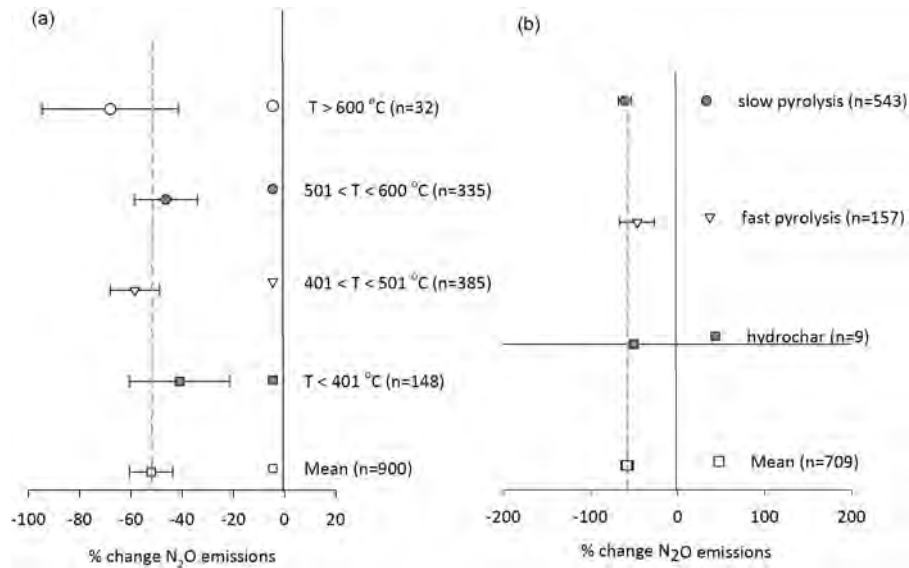 (a)
T > 600 °C (n=32)
501 < T < 600 °C (n=335)
401 < T < 501 °C (n=385)
T < 401 °C (n=148)
Mean (n=900)
-100 -80 -60 -40 -20 0 20
% change N₂O emissions
(b)
slow pyrolysis (n=543)
fast pyrolysis (n=157)
hydrochar (n=9)
Mean (n=709)
-200 -100 0 100 200
% change N₂O emissions